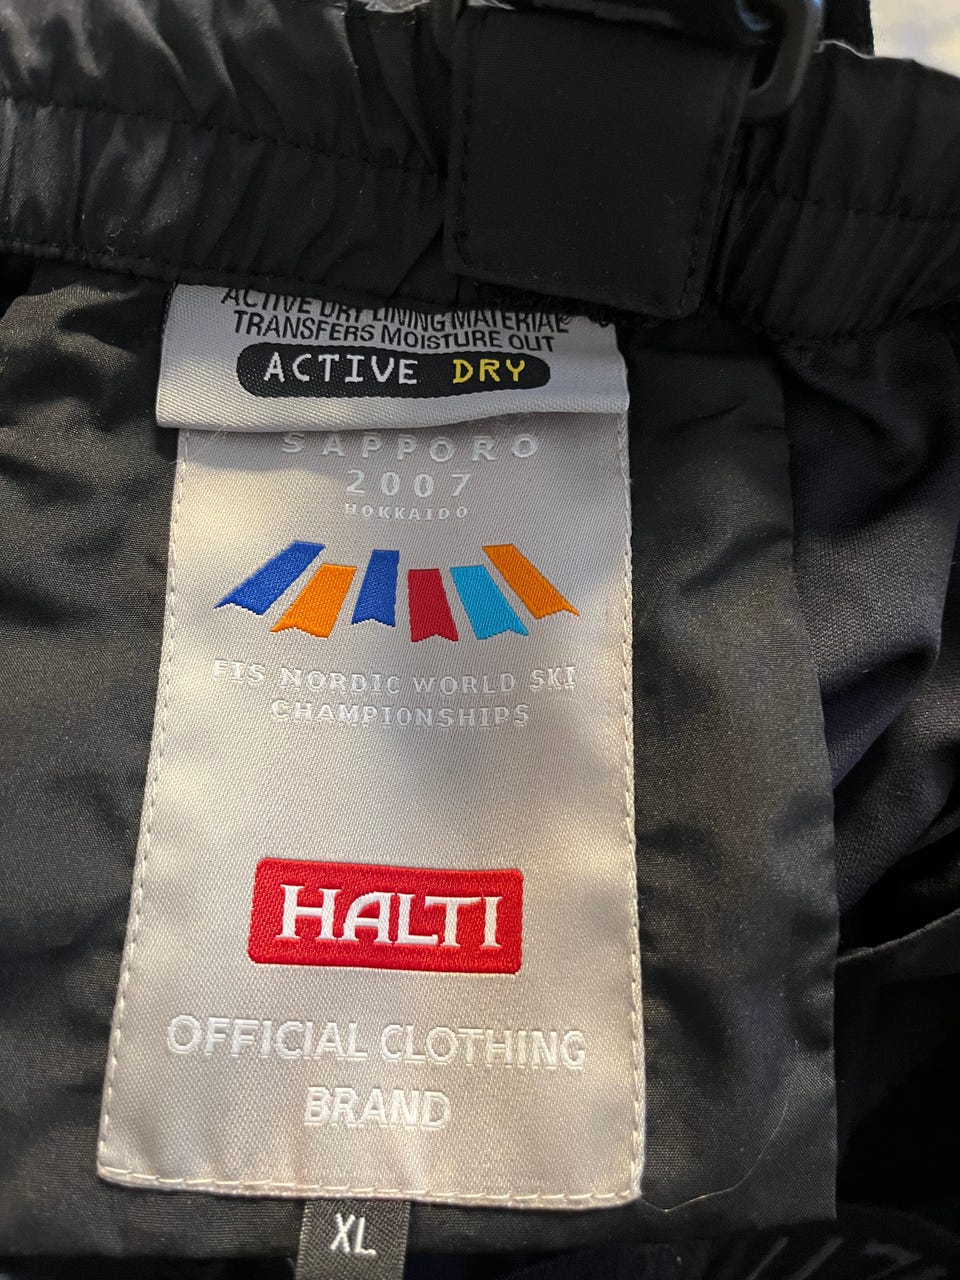 ACTIVE DRY LINING MATERIAL
TRANSFERS MOISTURE OUT
ACTIVE DRY
SAPPORO
2007
HOKKAIDO
FIS NORDIC WORLD SKI
CHAMPIONSHIPS
HALTI
OFFICIAL CLOTHING
BRAND
XL